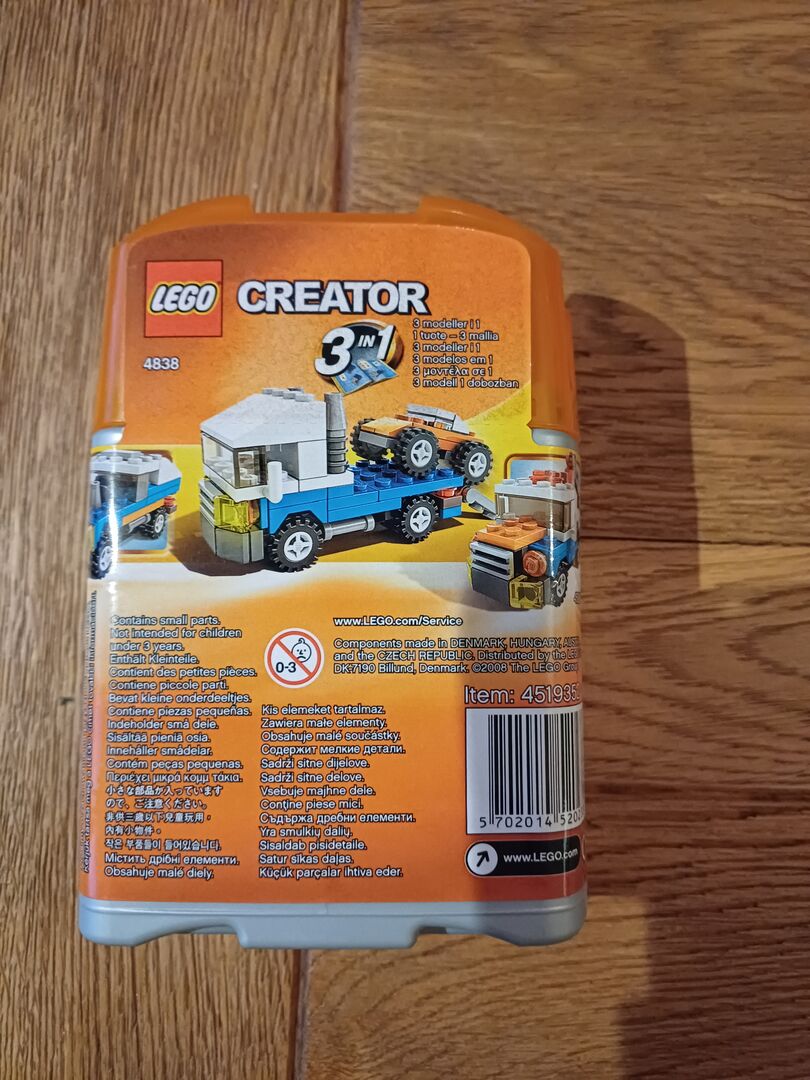 LEGO
CREATOR
4838
3 IN 1
3 modeller i 1
1 tuote – 3 mallia
3 modeller i 1
3 modelos em 1
3 μοντέλα σε 1
3 modell 1 dobozban
Contains small parts.
Not intended for children
under 3 years.
Enthält Kleinteile.
Contient des petites pièces.
Contiene piccole parti.
Bevat kleine onderdeeltjes.
Contiene piezas pequeñas.
Indeholder små dele.
Sisältää pieniä osia.
Innehåller smådelar.
Contém peças pequenas.
Περιέχει μικρά κομμ τάκια.
小さな部品が入っています
ので、ご注意ください。
非供三歲以下兒童玩用，
內有小物件。
작은 부품들이 들어있습니다.
Містить дрібні елементи.
Obsahuje malé diely.
0-3
www.LEGO.com/Service
Components made in DENMARK, HUNGARY,
and the CZECH REPUBLIC. Distributed by the
DK-7190 Billund, Denmark. ©2008 The LEGO
Kis elemeket tartalmaz.
Zawiera małe elementy.
Obsahuje malé součástky.
Содержит мелкие детали.
Sadrži sitne dijelove.
Sadrži sitne delove.
Vsebuje majhne dele.
Conţine piese mici.
Съдържа дребни елементи.
Yra smulkių dalių.
Sisaldab pisidetaile.
Satur sīkas daļas.
Küçük parçalar ihtiva eder.
Item: 451935
5 702014 520
www.LEGO.com